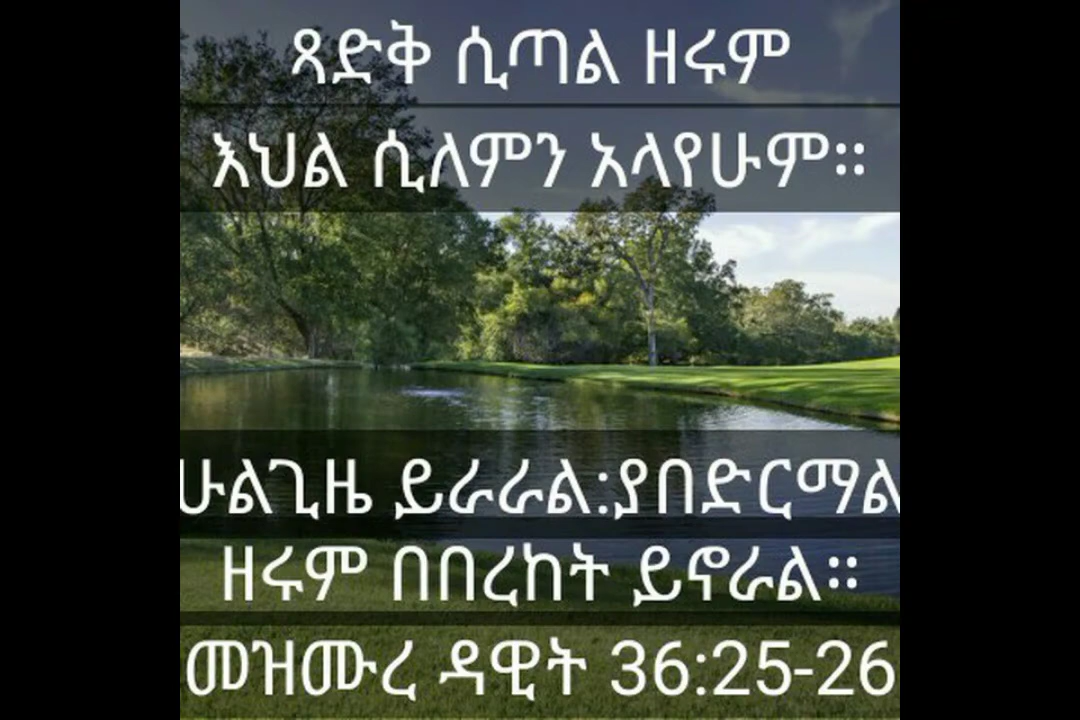 ጻድቅ ሲጣል ዘሩም
እህል ሲለምን አላየሁም።
ሁልጊዜ ይራራል:ያበድርማል
ዘሩም በበረከት ይኖራል።
መዝሙረ ዳዊት 36:25-26